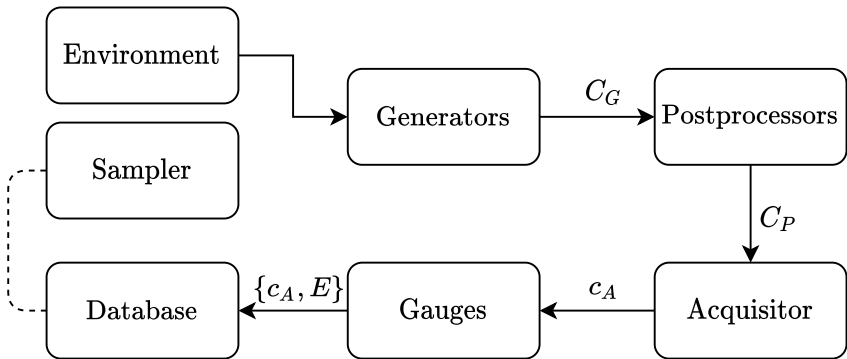 Environment
Generators
C_G
Postprocessors
Sampler
C_P
Database
{c_A, E}
Gauges
c_A
Acquisitor